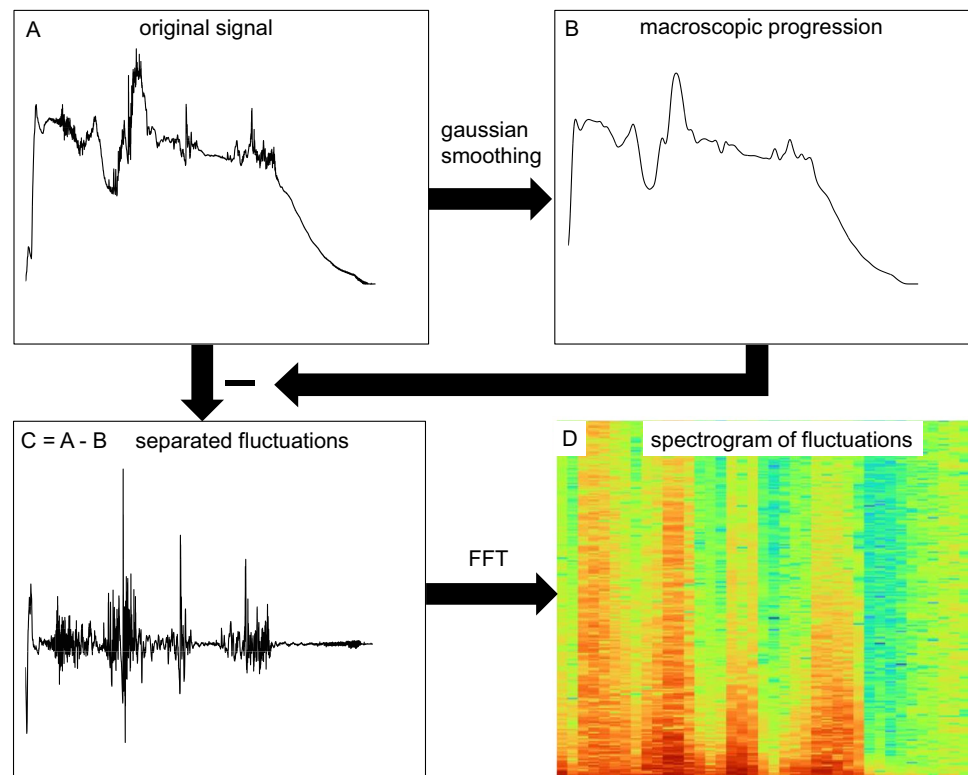 A
original signal
B
macroscopic progression
gaussian
smoothing
C = A - B
separated fluctuations
D
spectrogram of fluctuations
FFT